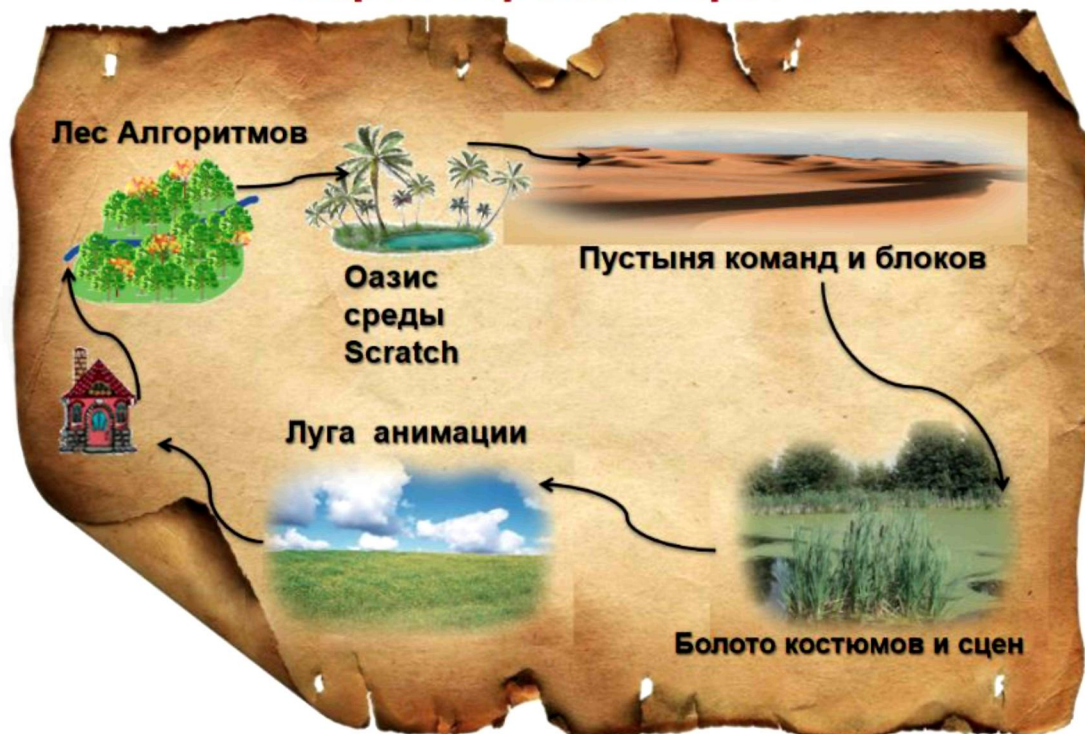 Лес Алгоритмов
Оазис
среды
Scratch
Пустыня команд и блоков
Луга анимации
Болото костюмов и сцен